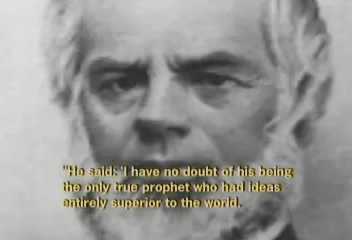 "He said: 'I have no doubt of his being
the only true prophet who had ideas
entirely superior to the world.